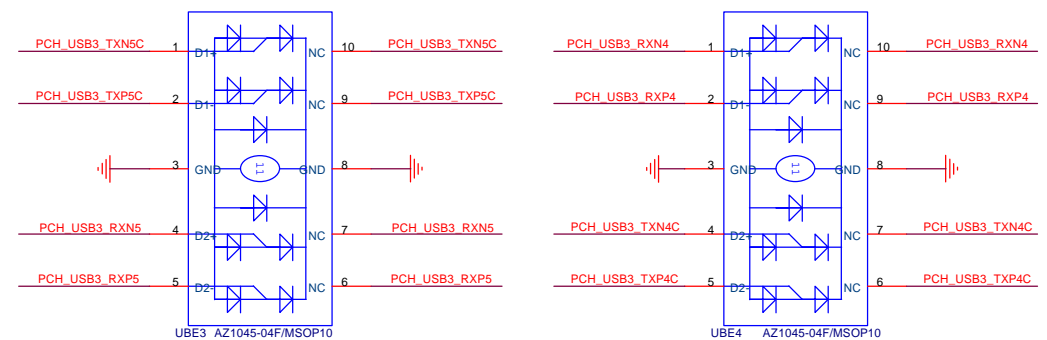 PCH_USB3_TXN5C 1 D1+ NC 10 PCH_USB3_TXN5C
PCH_USB3_TXP5C 2 D1- NC 9 PCH_USB3_TXP5C
3 GND 11 GND 8
PCH_USB3_RXN5 4 D2+ NC 7 PCH_USB3_RXN5
PCH_USB3_RXP5 5 D2- NC 6 PCH_USB3_RXP5
UBE3 AZ1045-04F/MSOP10
PCH_USB3_RXN4 1 D1+ NC 10 PCH_USB3_RXN4
PCH_USB3_RXP4 2 D1- NC 9 PCH_USB3_RXP4
3 GND 11 GND 8
PCH_USB3_TXN4C 4 D2+ NC 7 PCH_USB3_TXN4C
PCH_USB3_TXP4C 5 D2- NC 6 PCH_USB3_TXP4C
UBE4 AZ1045-04F/MSOP10